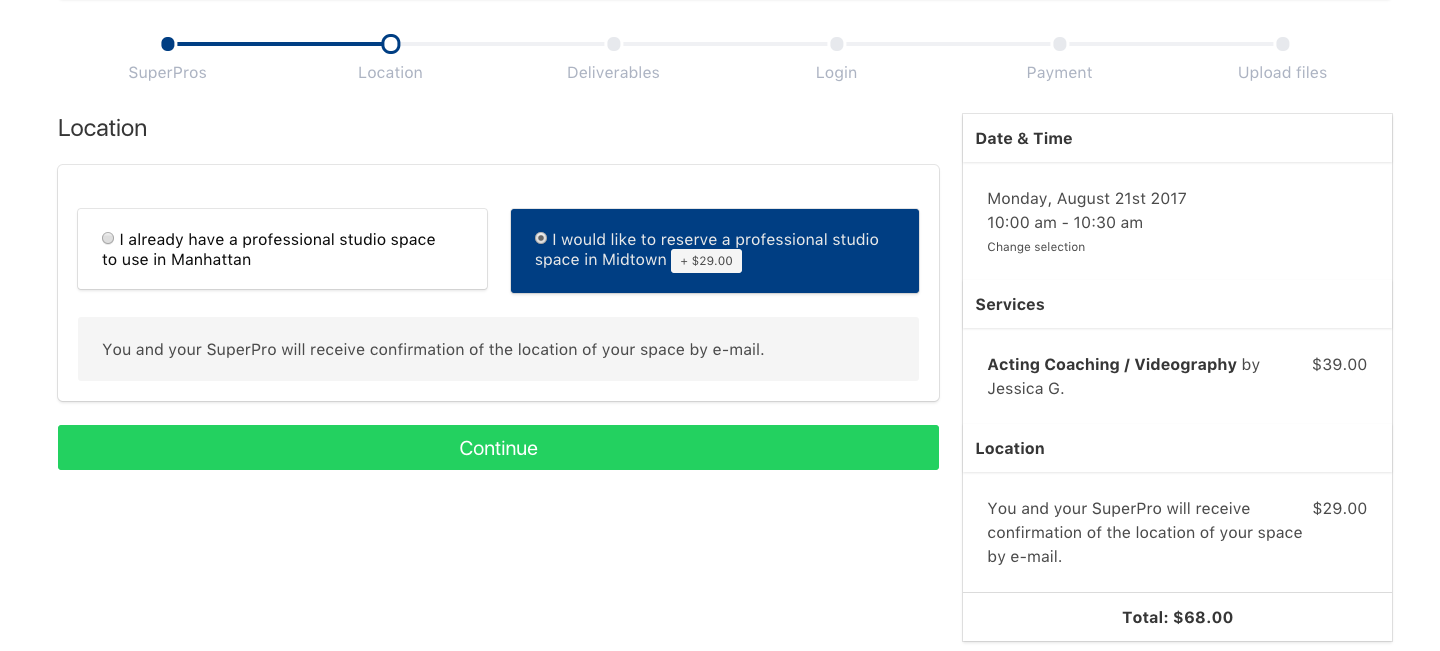 SuperPros
Location
Deliverables
Login
Payment
Upload files
Location
I already have a professional studio space
to use in Manhattan
I would like to reserve a professional studio
space in Midtown + $29.00
You and your SuperPro will receive confirmation of the location of your space by e-mail.
Continue
Date & Time
Monday, August 21st 2017
10:00 am - 10:30 am
Change selection
Services
Acting Coaching / Videography by $39.00
Jessica G.
Location
You and your SuperPro will receive $29.00
confirmation of the location of your space
by e-mail.
Total: $68.00